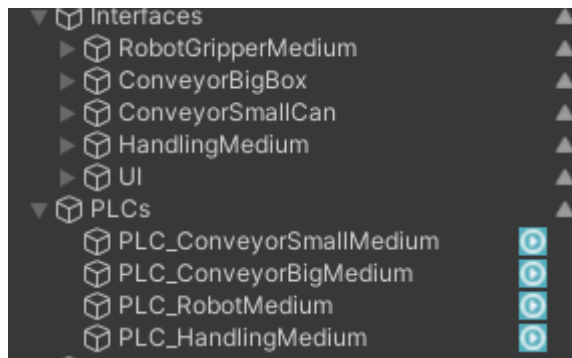 Interfaces
RobotGripperMedium
ConveyorBigBox
ConveyorSmallCan
HandlingMedium
UI
PLCs
PLC_ConveyorSmallMedium
PLC_ConveyorBigMedium
PLC_RobotMedium
PLC_HandlingMedium